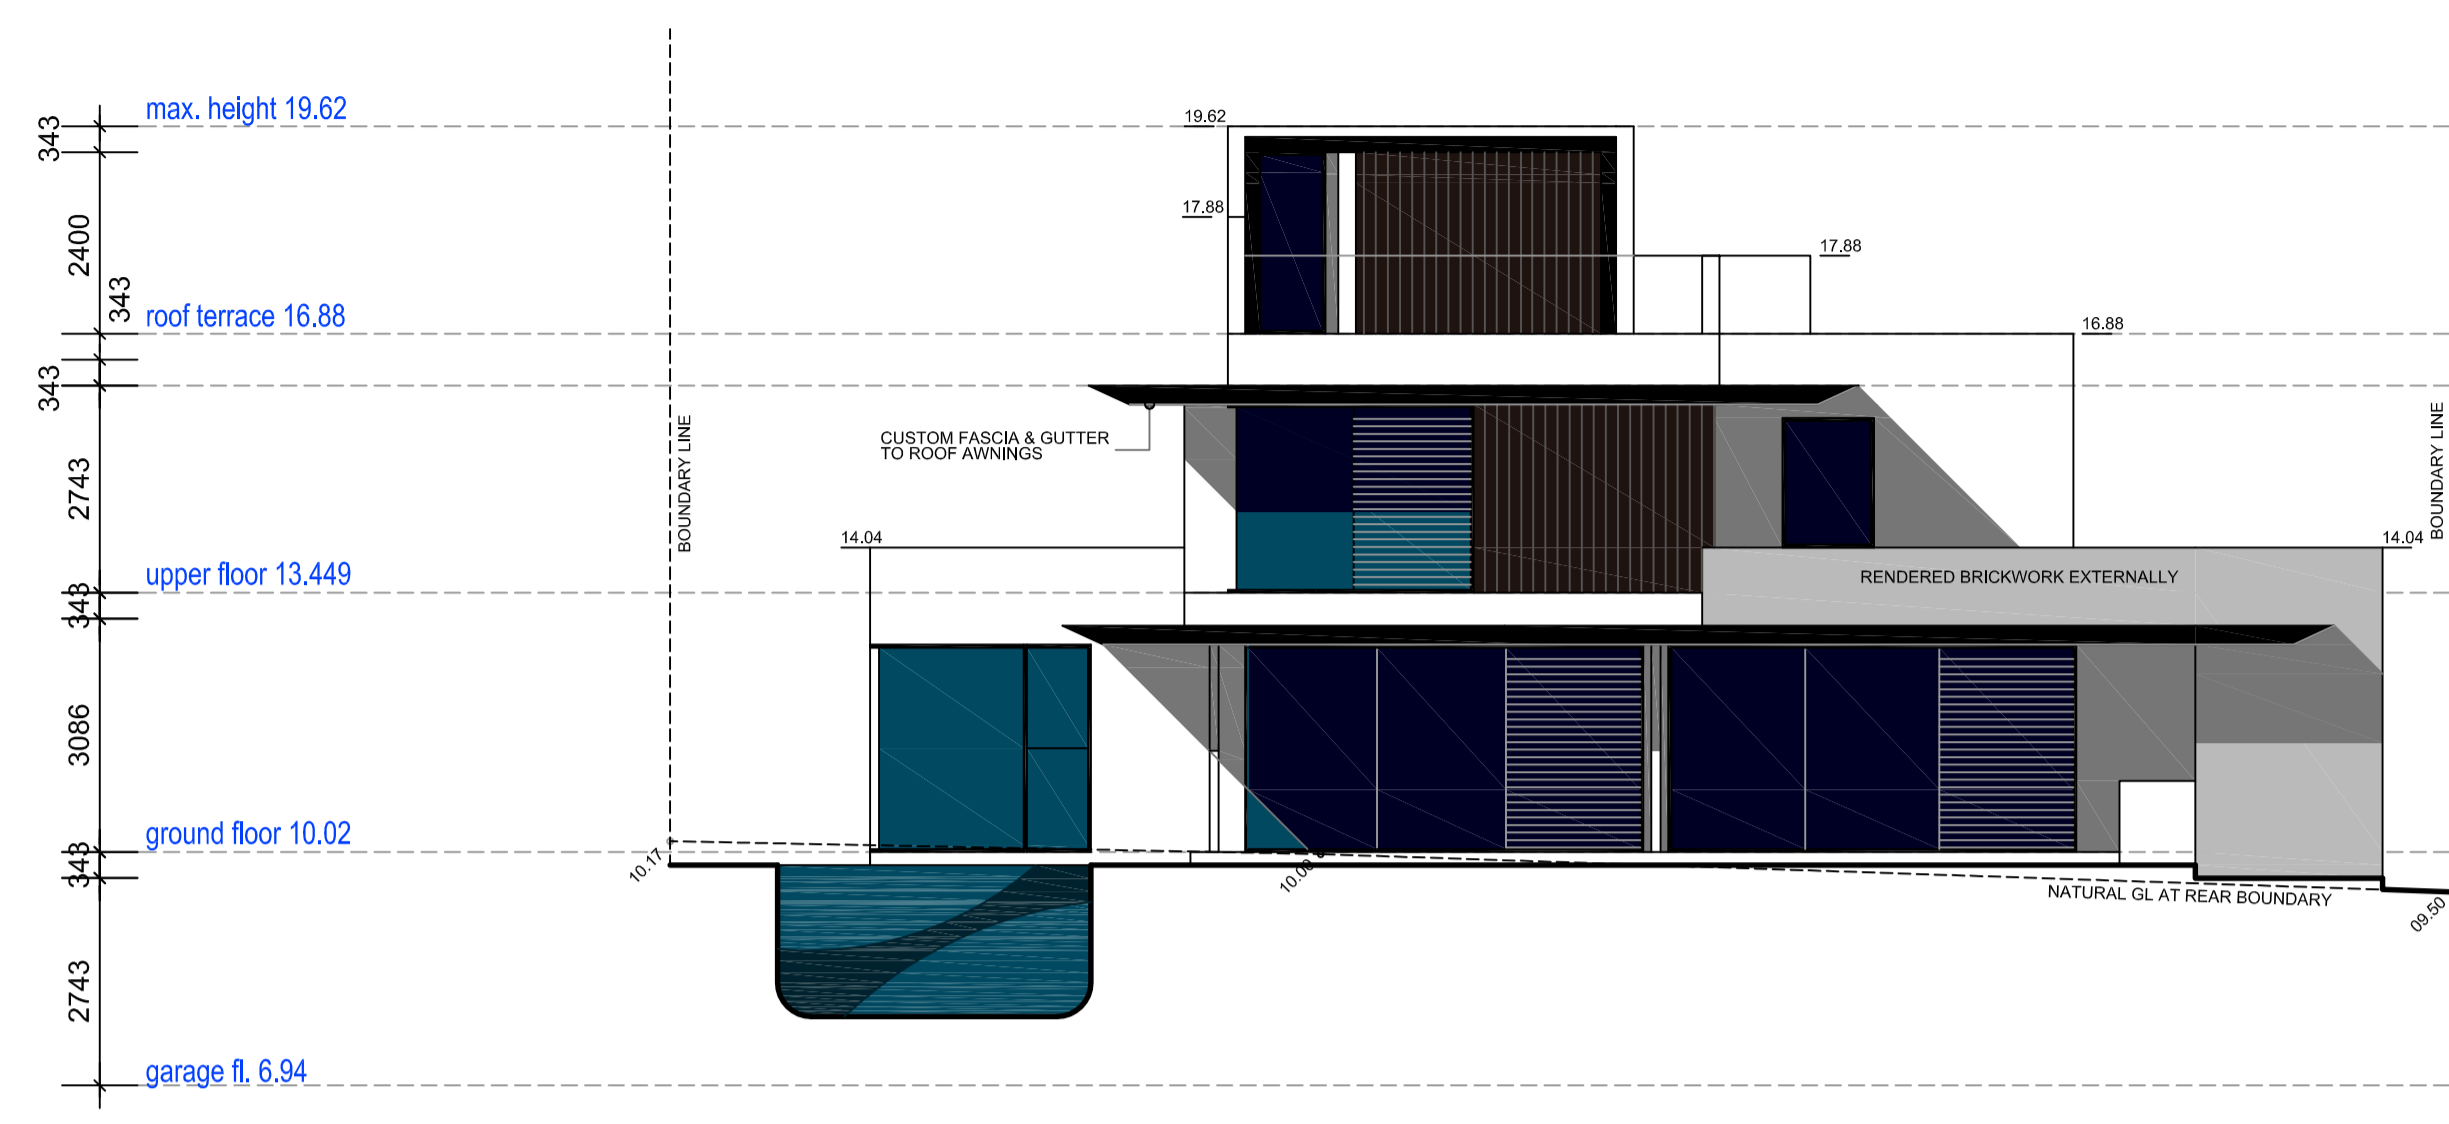 max. height 19.62
343
2400
343
roof terrace 16.88
343
2743
upper floor 13.449
343
3086
ground floor 10.02
343
2743
garage fl. 6.94
BOUNDARY LINE
19.62
17.88
17.88
16.88
CUSTOM FASCIA & GUTTER
TO ROOF AWNINGS
BOUNDARY LINE
14.04
14.04
RENDERED BRICKWORK EXTERNALLY
10.17
NATURAL GL AT REAR BOUNDARY
09.50